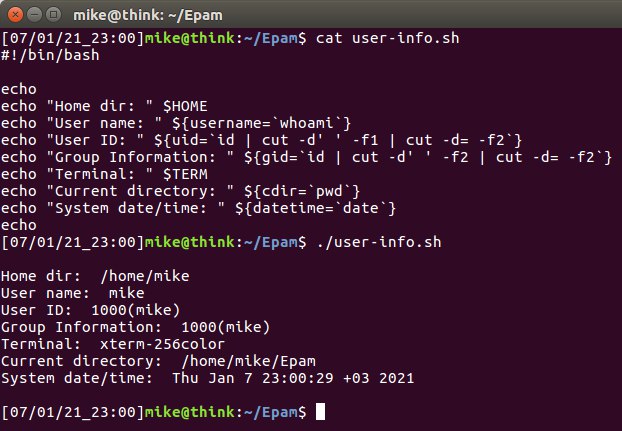 mike@think: ~/Epam
[07/01/21_23:00]mike@think:~/Epam$ cat user-info.sh
#!/bin/bash
echo
echo "Home dir: " $HOME
echo "User name: " ${username=`whoami`}
echo "User ID: " ${uid=`id | cut -d' ' -f1 | cut -d= -f2`}
echo "Group Information: " ${gid=`id | cut -d' ' -f2 | cut -d= -f2`}
echo "Terminal: " $TERM
echo "Current directory: " ${cdir=`pwd`}
echo "System date/time: " ${datetime=`date`}
echo
[07/01/21_23:00]mike@think:~/Epam$ ./user-info.sh
Home dir:  /home/mike
User name:  mike
User ID:  1000(mike)
Group Information:  1000(mike)
Terminal:  xterm-256color
Current directory:  /home/mike/Epam
System date/time:  Thu Jan 7 23:00:29 +03 2021
[07/01/21_23:00]mike@think:~/Epam$